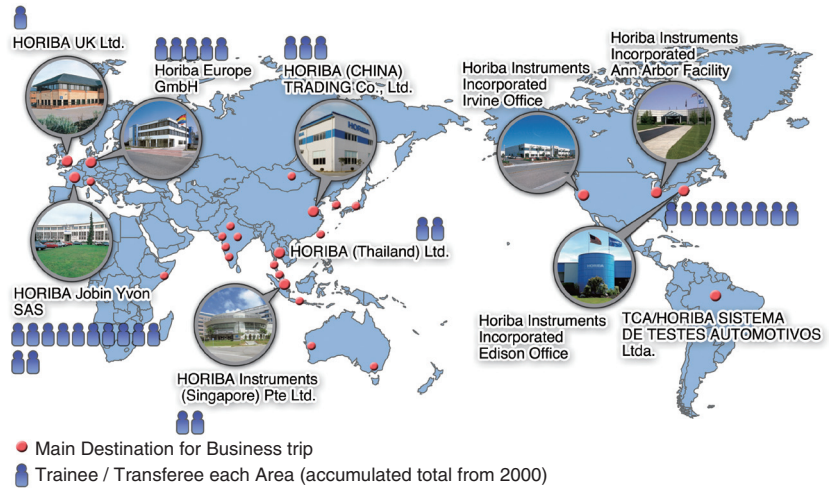 HORIBA UK Ltd.
Horiba Europe
GmbH
HORIBA (CHINA)
TRADING Co., Ltd.
Horiba Instruments
Incorporated
Irvine Office
Horiba Instruments
Incorporated
Ann Arbor Facility
HORIBA
HORIBA (Thailand) Ltd.
HORIBA Jobin Yvon
SAS
HORIBA Instruments
(Singapore) Pte Ltd.
Horiba Instruments
Incorporated
Edison Office
TCA/HORIBA SISTEMA
DE TESTES AUTOMOTIVOS
Ltda.
Main Destination for Business trip
Trainee / Transferee each Area (accumulated total from 2000)